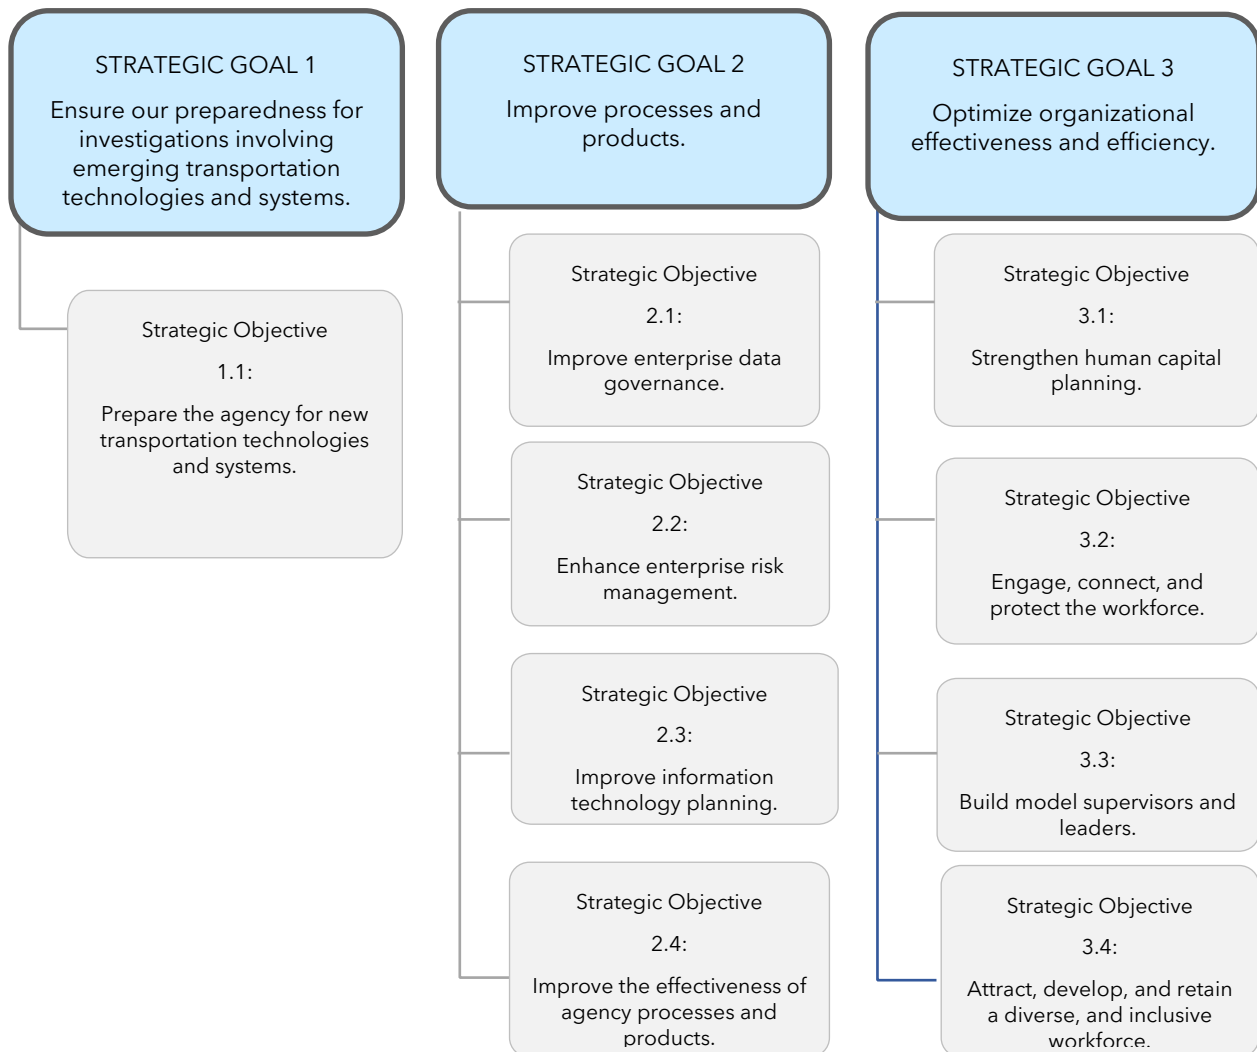 STRATEGIC GOAL 1
Ensure our preparedness for
investigations involving
emerging transportation
technologies and systems.
Strategic Objective
1.1:
Prepare the agency for new
transportation technologies
and systems.
STRATEGIC GOAL 2
Improve processes and
products.
Strategic Objective
2.1:
Improve enterprise data
governance.
Strategic Objective
2.2:
Enhance enterprise risk
management.
Strategic Objective
2.3:
Improve information
technology planning.
Strategic Objective
2.4:
Improve the effectiveness of
agency processes and
products.
STRATEGIC GOAL 3
Optimize organizational
effectiveness and efficiency.
Strategic Objective
3.1:
Strengthen human capital
planning.
Strategic Objective
3.2:
Engage, connect, and
protect the workforce.
Strategic Objective
3.3:
Build model supervisors and
leaders.
Strategic Objective
3.4:
Attract, develop, and retain
a diverse, and inclusive
workforce.